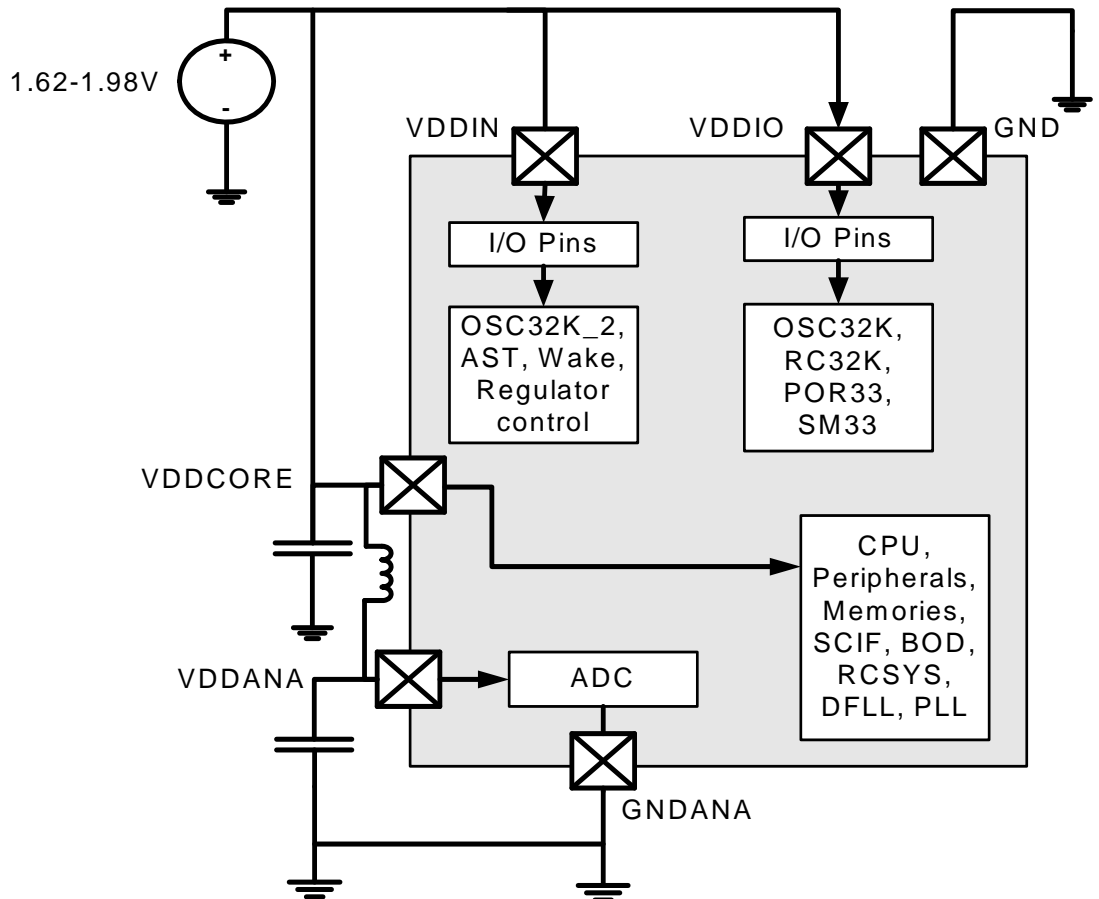 +
1.62-1.98V
-
VDDIN
VDDIO
GND
I/O Pins
I/O Pins
OSC32K_2,
AST, Wake,
Regulator
control
OSC32K,
RC32K,
POR33,
SM33
VDDCORE
CPU,
Peripherals,
Memories,
SCIF, BOD,
RCSYS,
DFLL, PLL
VDDANA
ADC
GNDANA